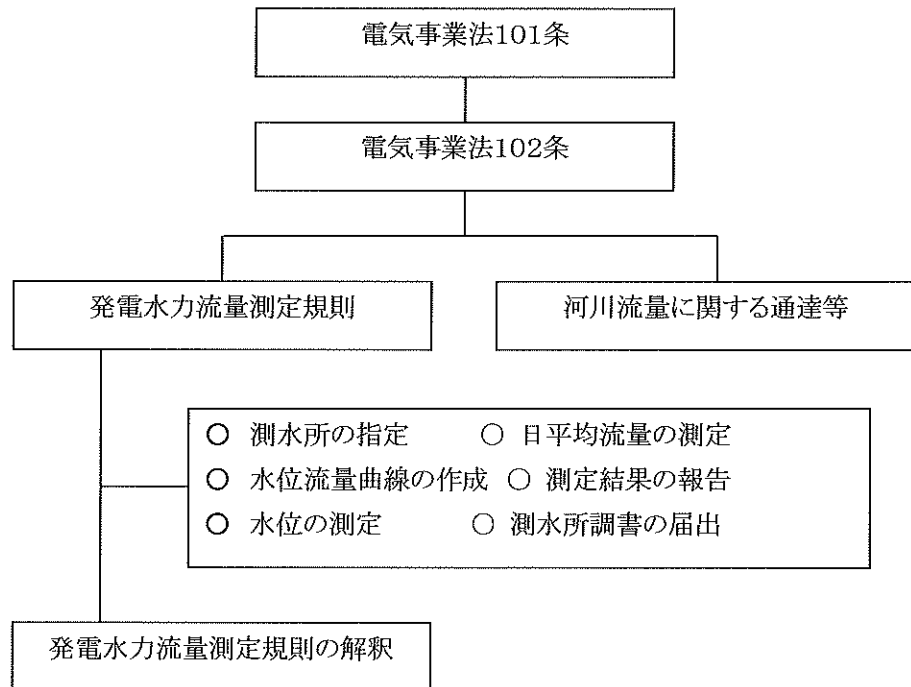 電気事業法101条
電気事業法102条
発電水力流量測定規則
河川流量に関する通達等
○ 測水所の指定 ○ 日平均流量の測定
○ 水位流量曲線の作成 ○ 測定結果の報告
○ 水位の測定 ○ 測水所調書の届出
発電水力流量測定規則の解釈